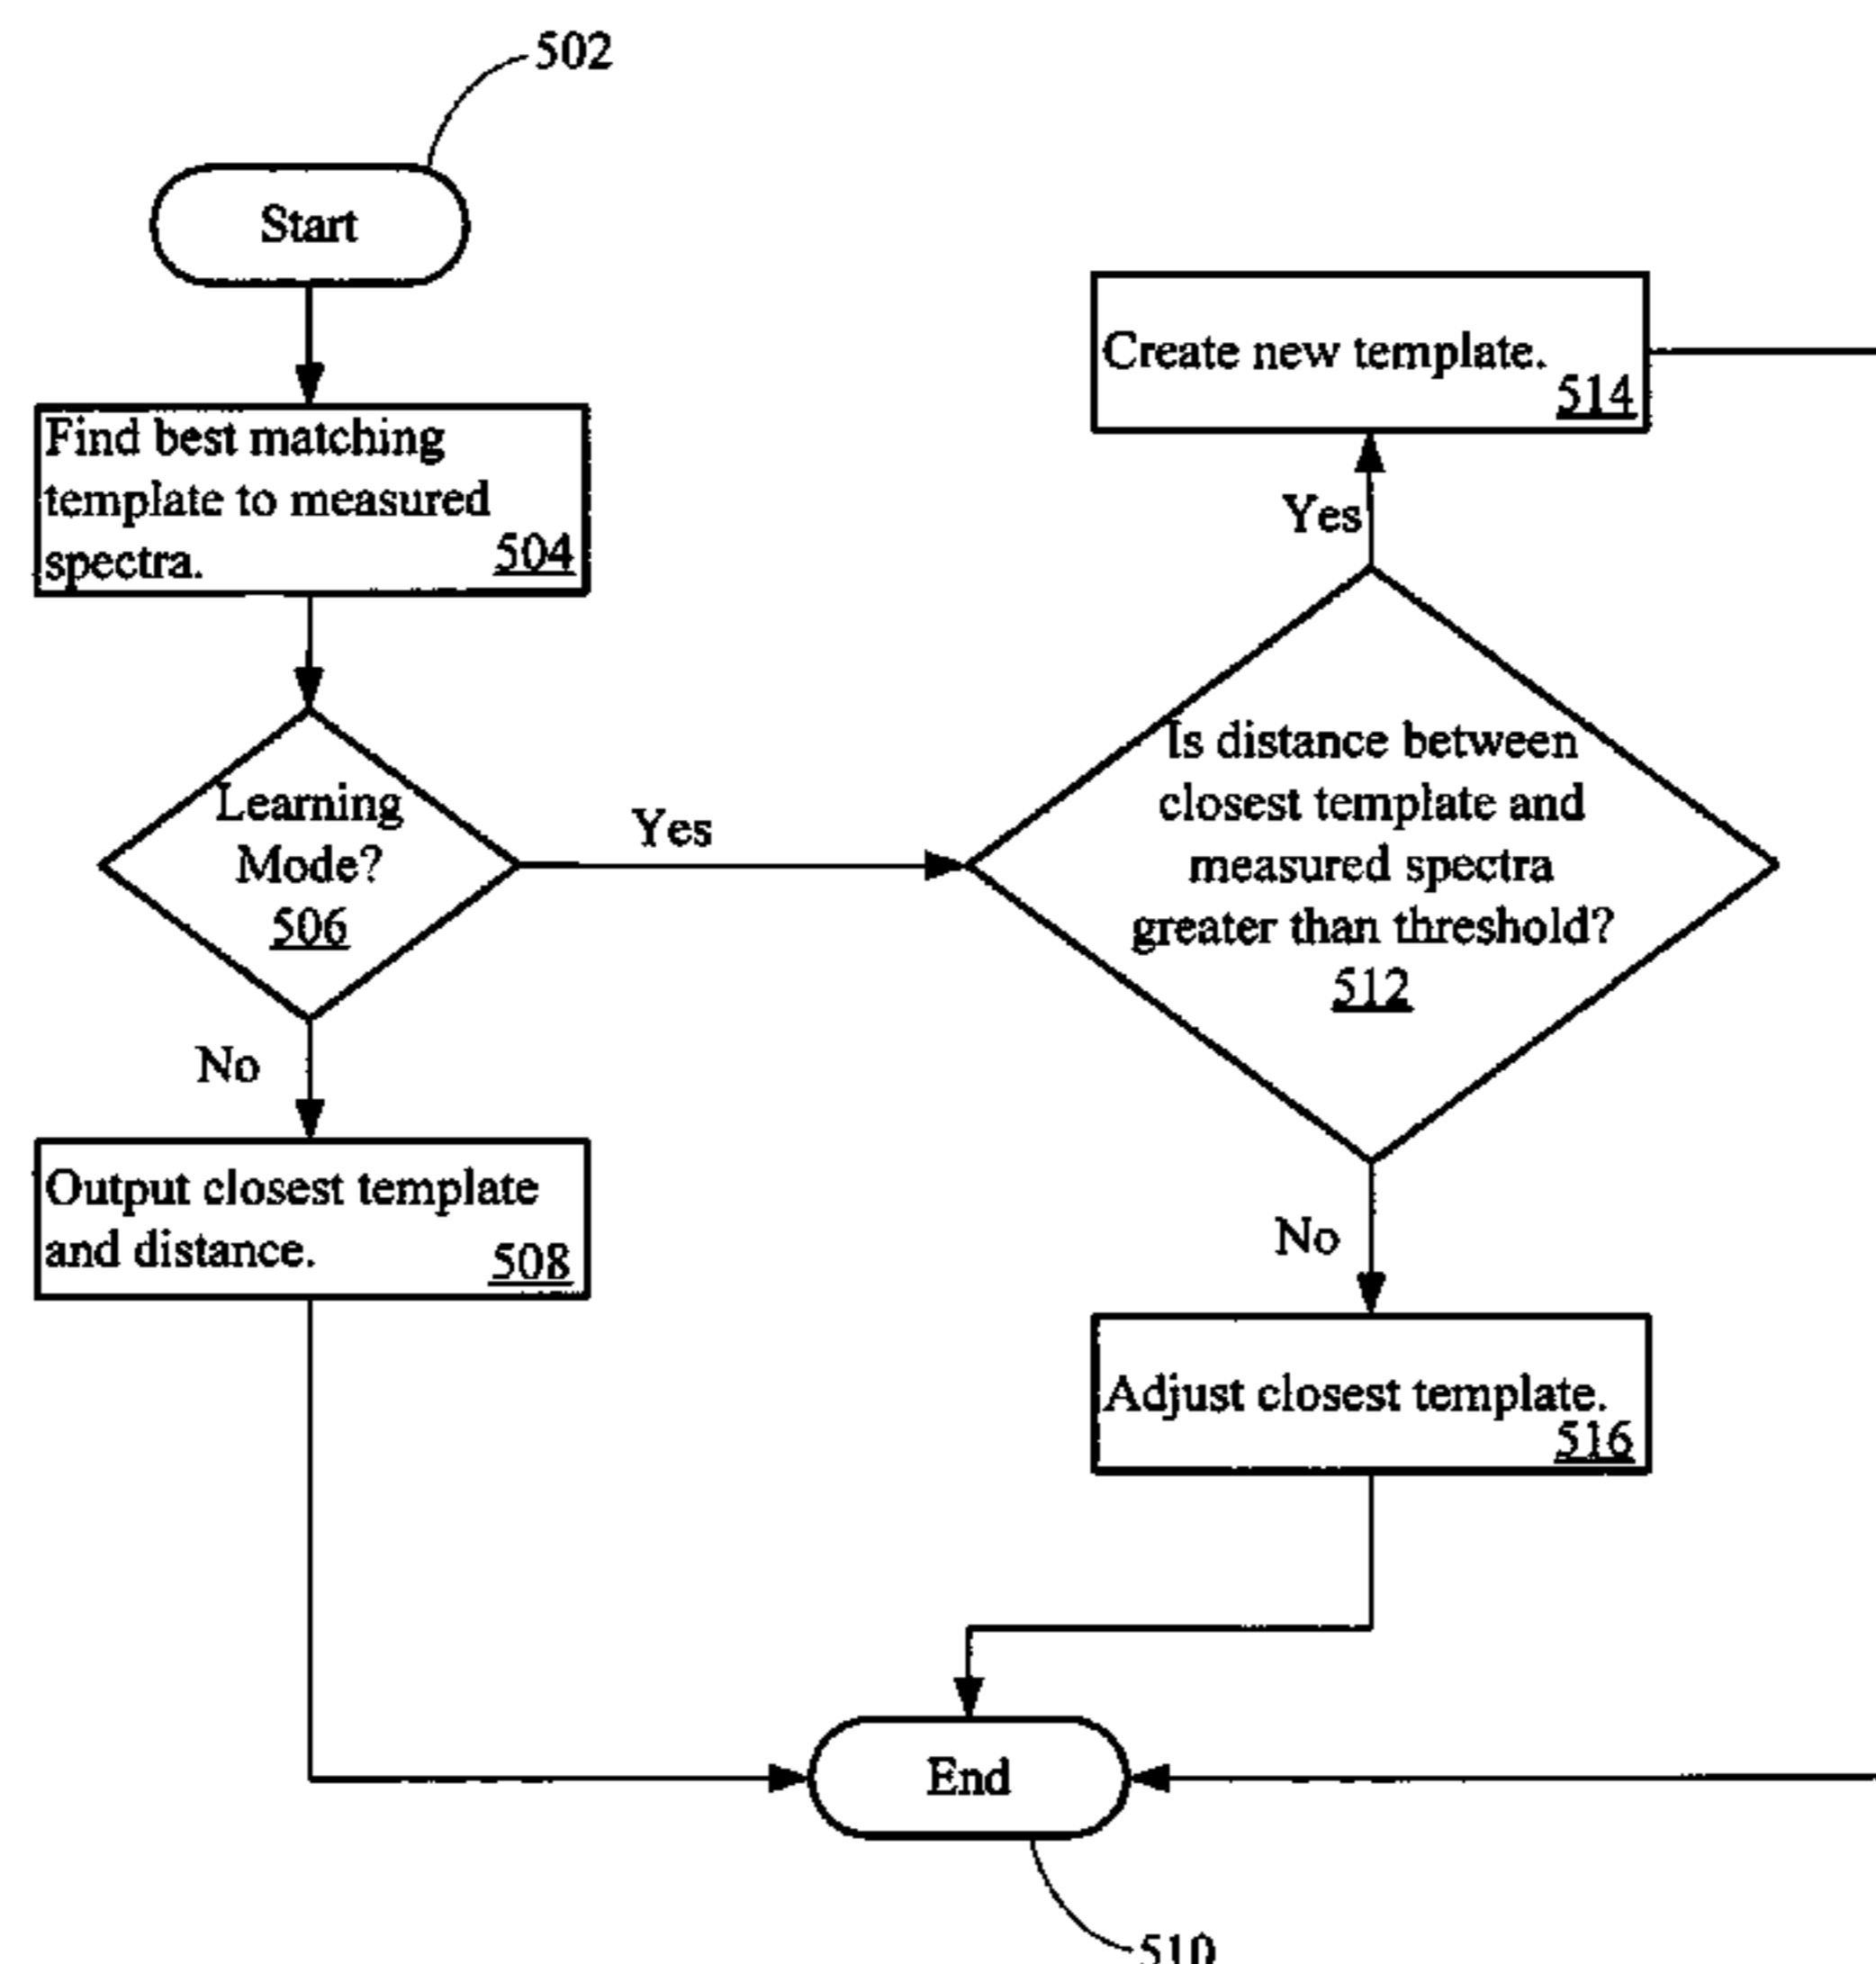 502
Start
Find best matching
template to measured
spectra.
504
Learning
Mode?
506
Yes
No
Output closest template
and distance.
508
Create new template.
514
Yes
Is distance between
closest template and
measured spectra
greater than threshold?
512
No
Adjust closest template.
516
End
510